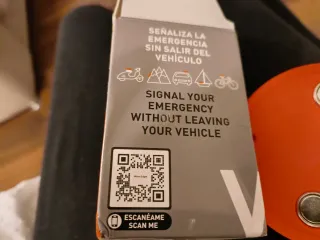 SEÑALIZA LA
EMERGENCIA
SIN SALIR DEL
VEHÍCULO
SIGNAL YOUR
EMERGENCY
WITHOUT LEAVING
YOUR VEHICLE
ESCANÉAME
SCAN ME
V